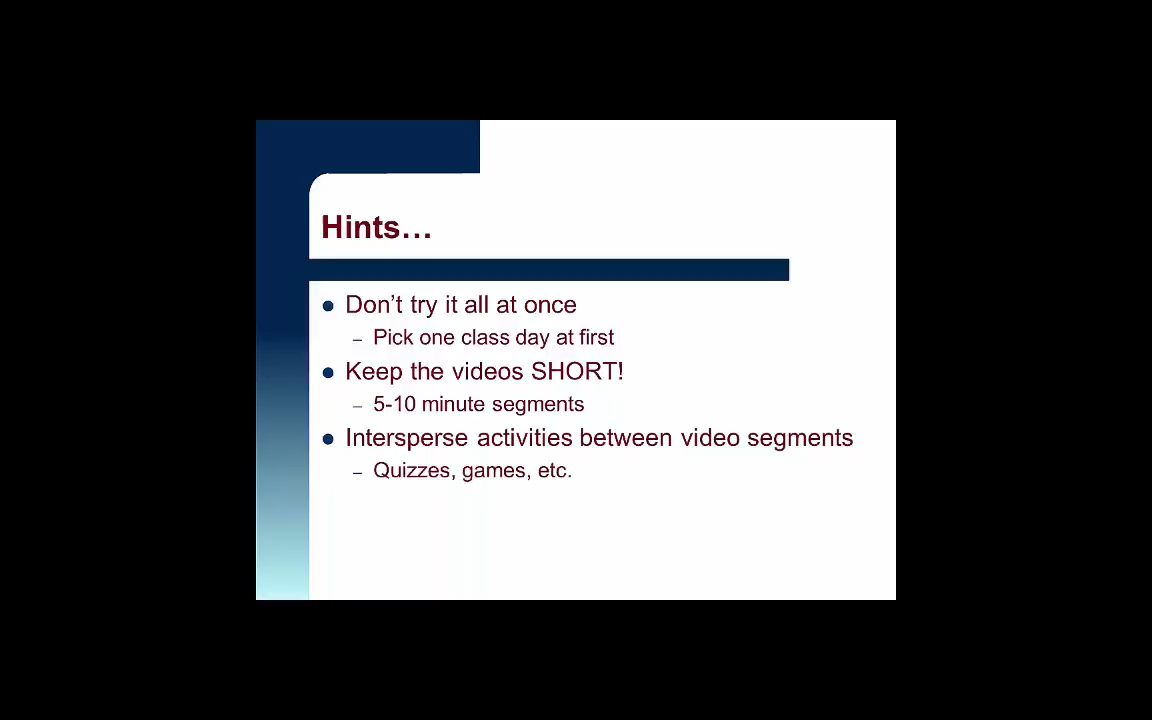 Hints…
● Don’t try it all at once
– Pick one class day at first
● Keep the videos SHORT!
– 5-10 minute segments
● Intersperse activities between video segments
– Quizzes, games, etc.